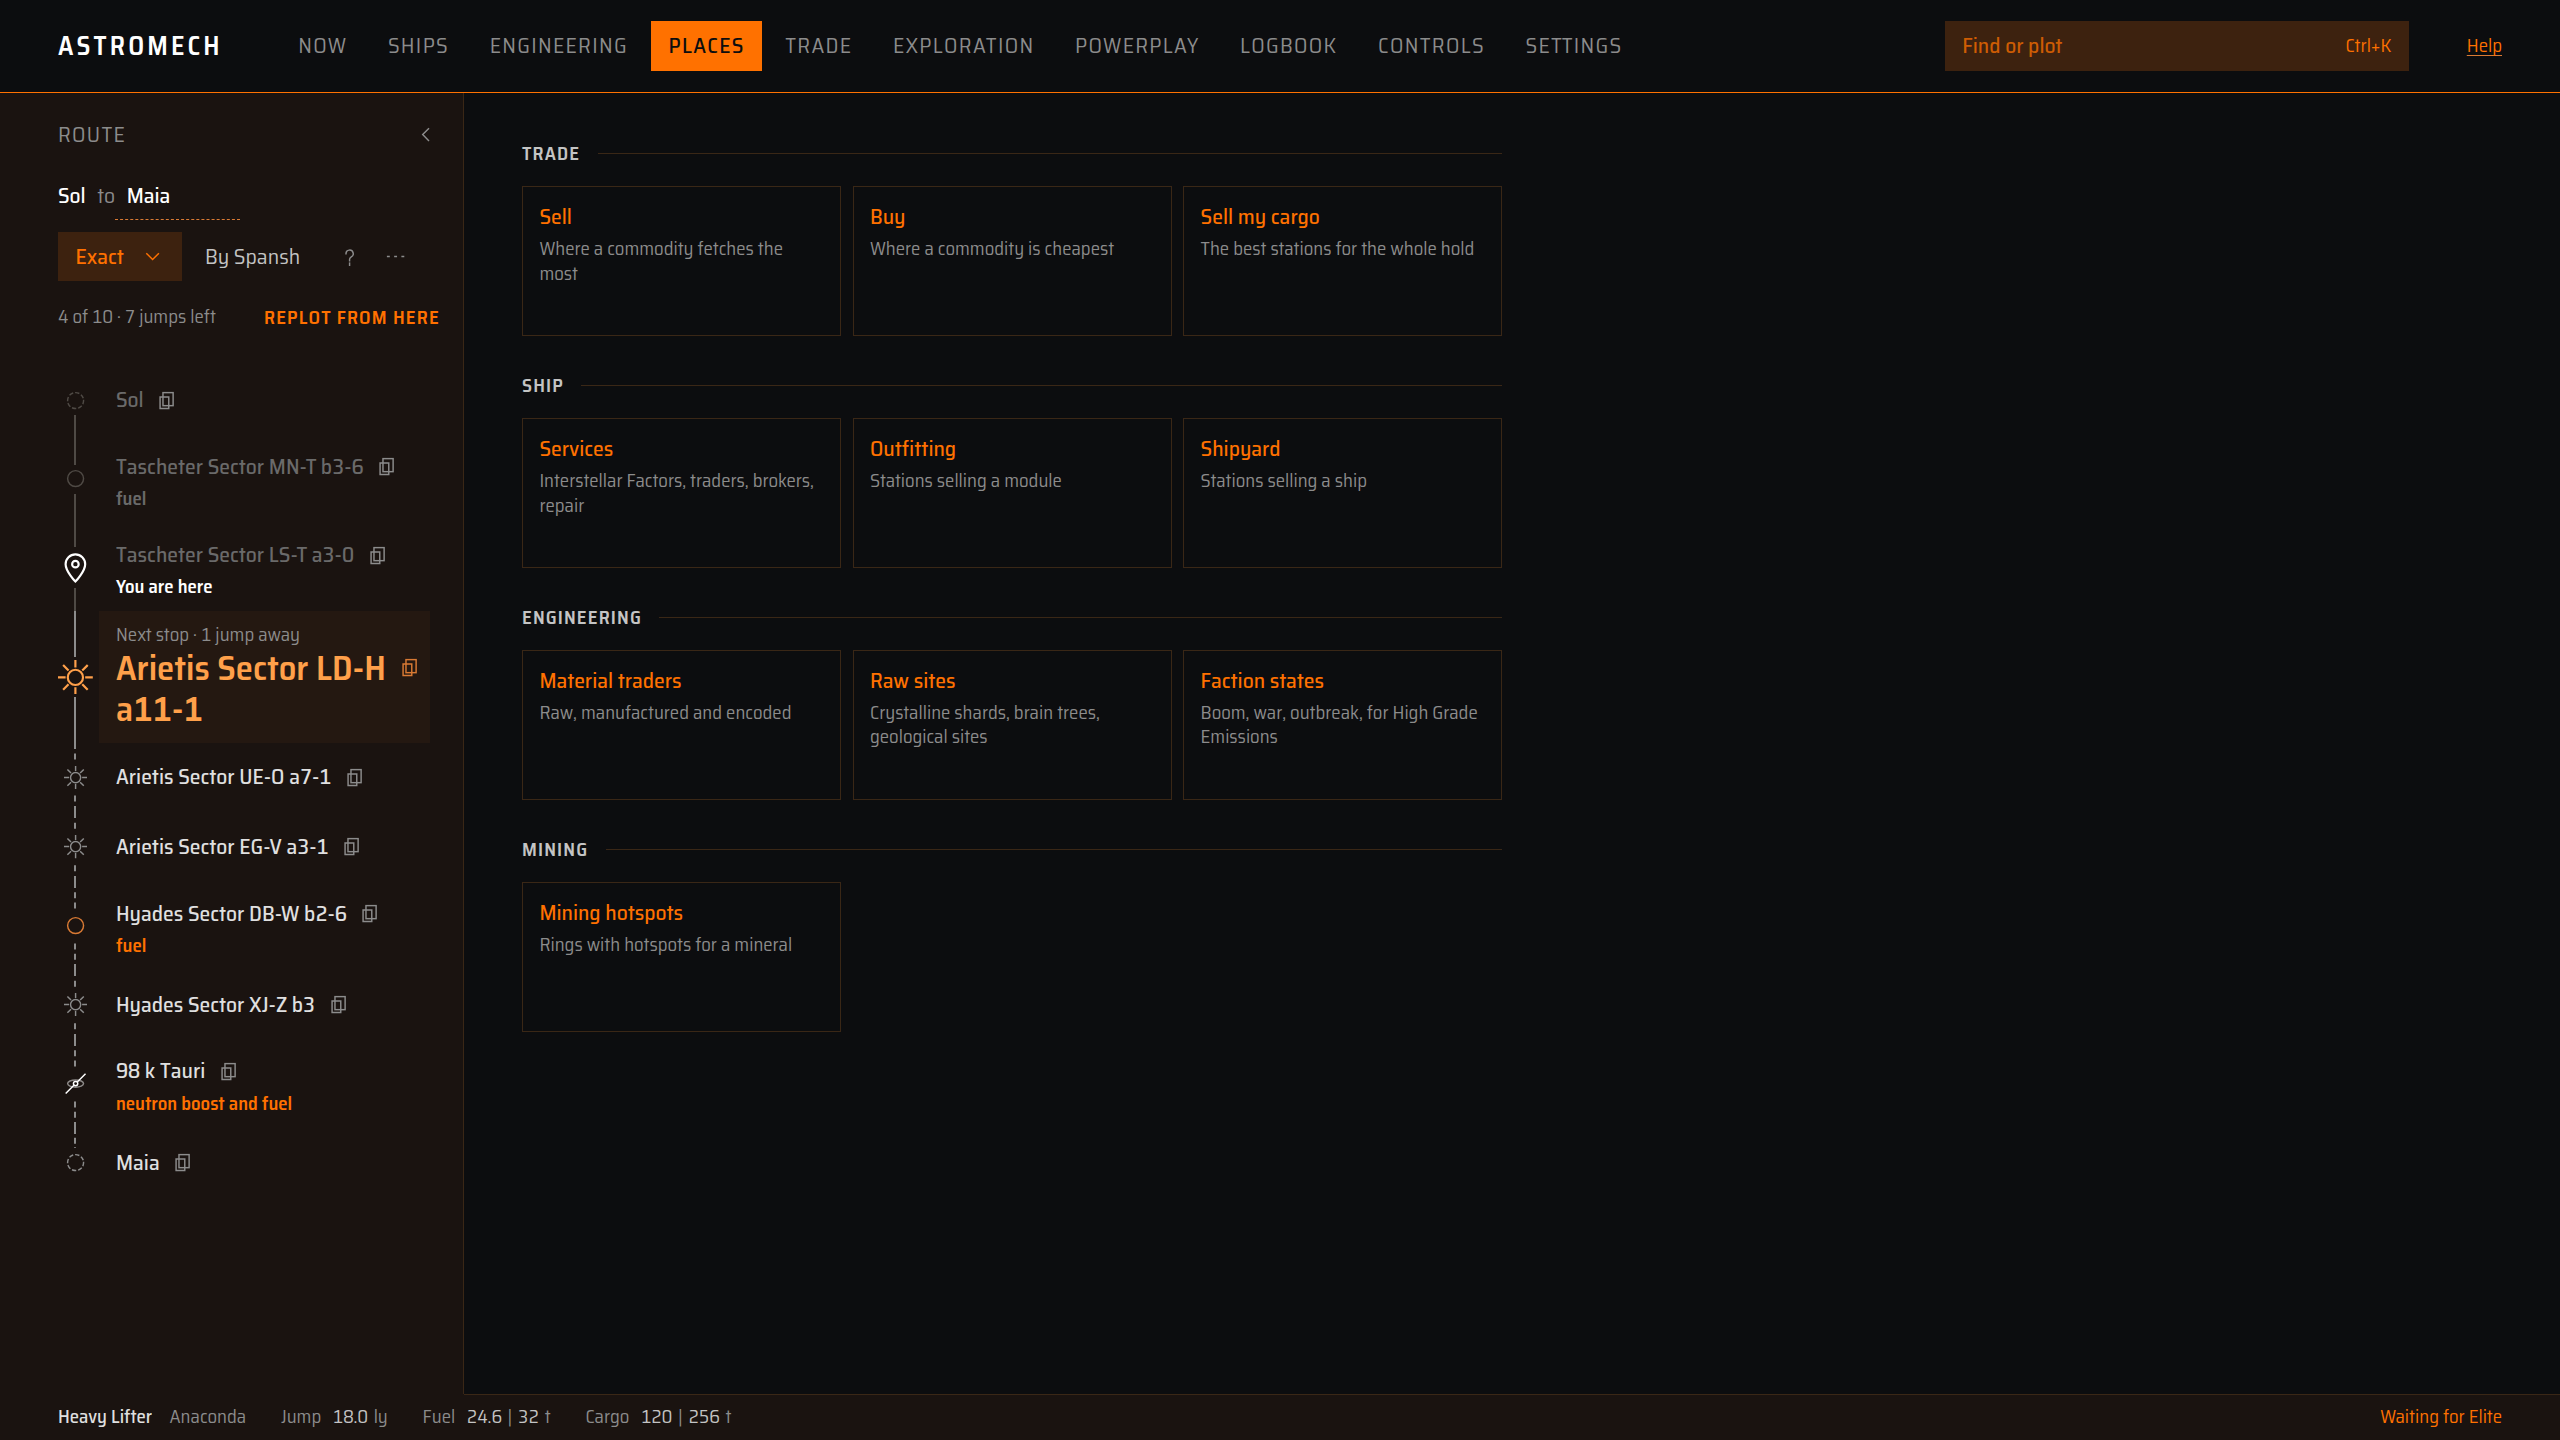 ASTROMECH
NOW SHIPS ENGINEERING PLACES TRADE EXPLORATION POWERPLAY LOGBOOK CONTROLS SETTINGS
Find or plot Ctrl+K
Help
ROUTE
Sol to Maia
Exact By Spansh ? ···
4 of 10 · 7 jumps left REPLOT FROM HERE
Sol
Tascheter Sector MN-T b3-6
fuel
Tascheter Sector LS-T a3-0
You are here
Next stop · 1 jump away
Arietis Sector LD-H
a11-1
Arietis Sector UE-O a7-1
Arietis Sector EG-V a3-1
Hyades Sector DB-W b2-6
fuel
Hyades Sector XJ-Z b3
98 k Tauri
neutron boost and fuel
Maia
TRADE
Sell
Where a commodity fetches the
most
Buy
Where a commodity is cheapest
Sell my cargo
The best stations for the whole hold
SHIP
Services
Interstellar Factors, traders, brokers,
repair
Outfitting
Stations selling a module
Shipyard
Stations selling a ship
ENGINEERING
Material traders
Raw, manufactured and encoded
Raw sites
Crystalline shards, brain trees,
geological sites
Faction states
Boom, war, outbreak, for High Grade
Emissions
MINING
Mining hotspots
Rings with hotspots for a mineral
Heavy Lifter Anaconda Jump 18.0 ly Fuel 24.6 | 32 t Cargo 120 | 256 t
Waiting for Elite